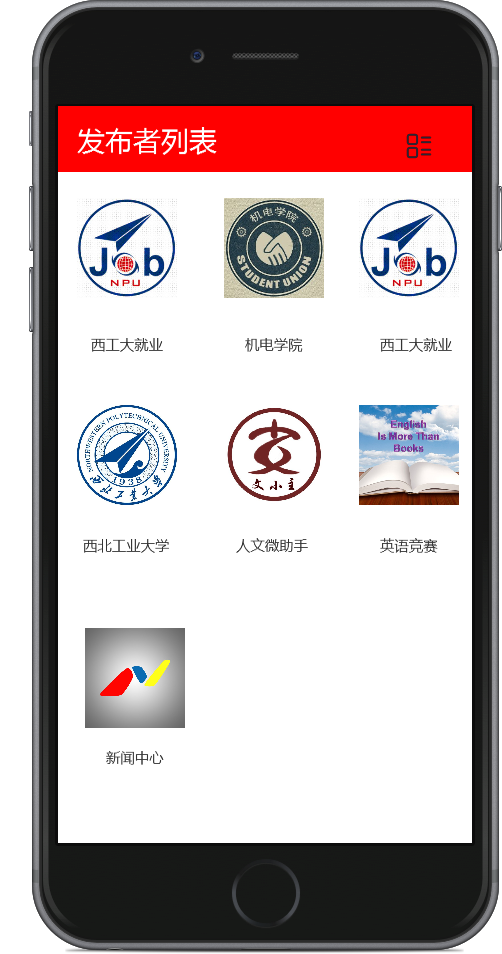 发布者列表
Job
NPU
机电学院
STUDENT UNION
Job
NPU
西工大就业
机电学院
西工大就业
NORTHWESTERN POLYTECHNICAL UNIVERSITY
1938
西北工业大学
文小主
English
Is More Than
Books
西北工业大学
人文微助手
英语竞赛
新闻中心